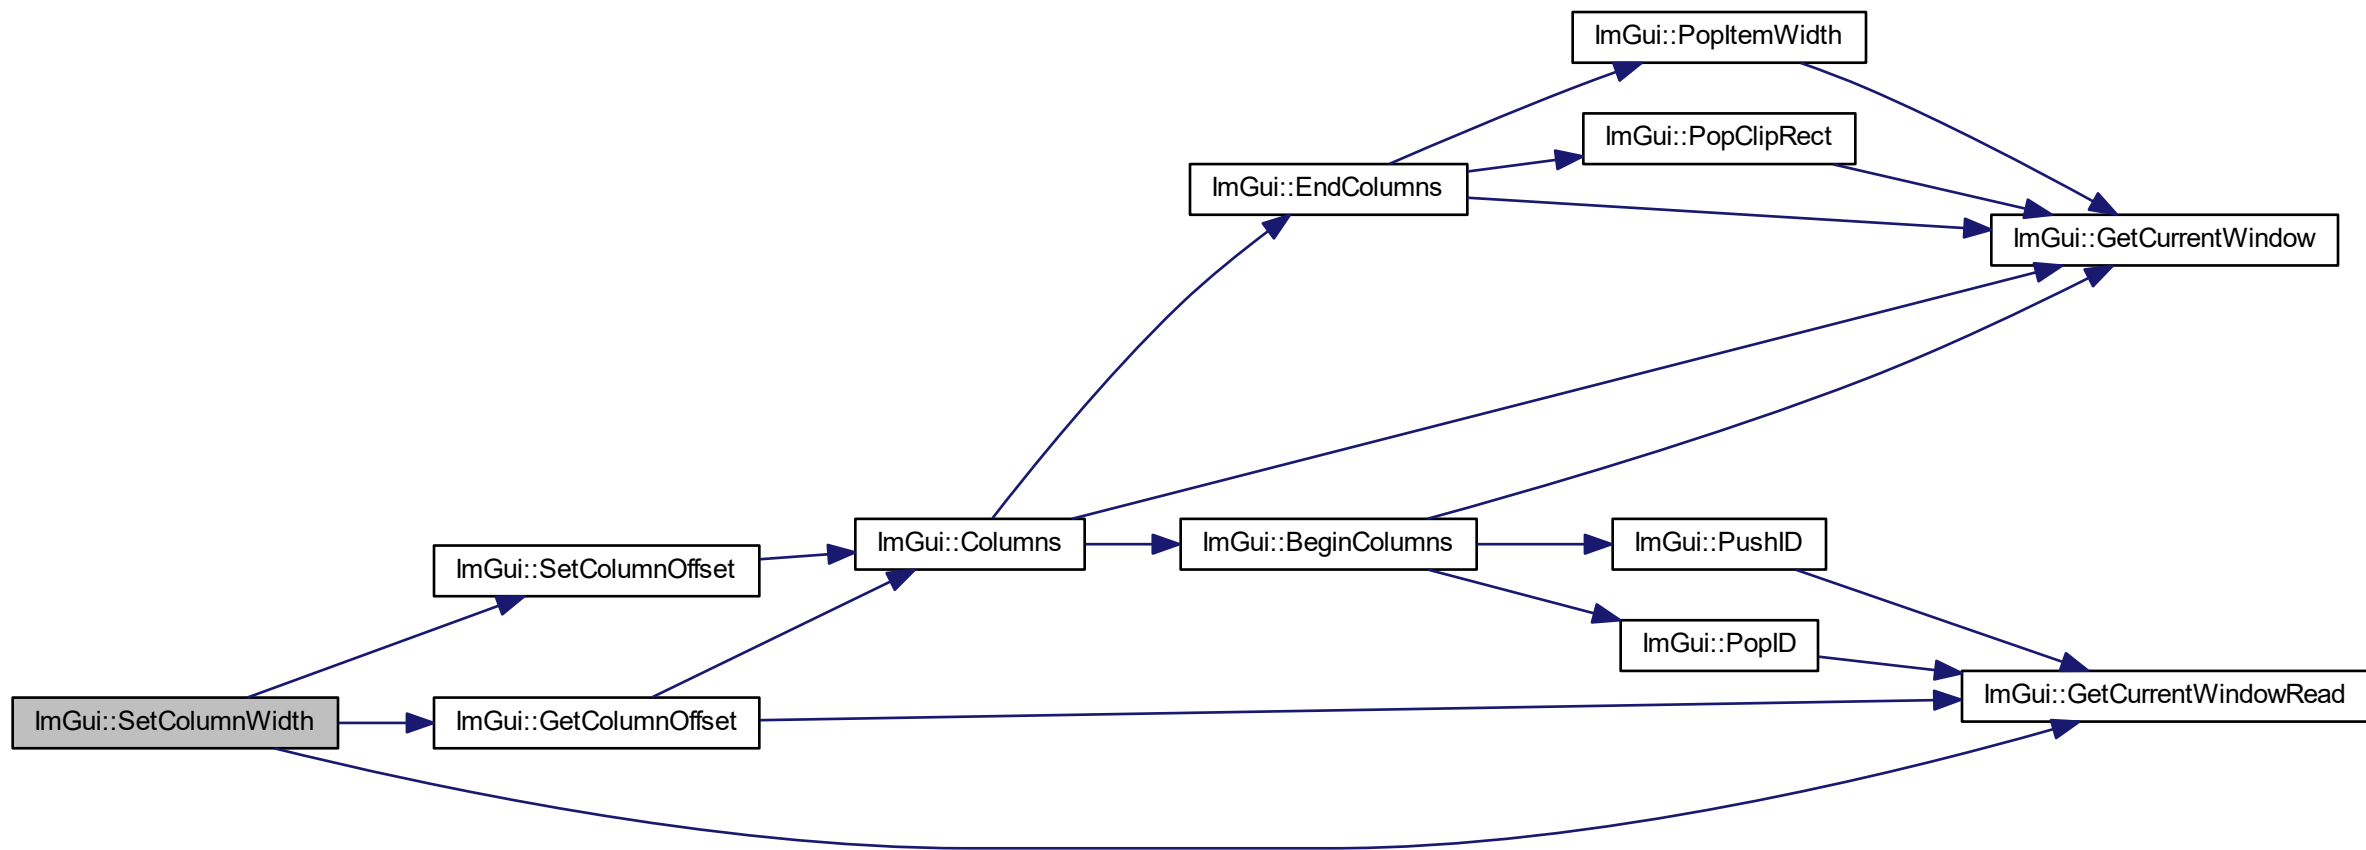 ImGui::PopItemWidth
ImGui::PopClipRect
ImGui::EndColumns
ImGui::GetCurrentWindow
ImGui::Columns
ImGui::BeginColumns
ImGui::PushID
ImGui::SetColumnOffset
ImGui::PopID
ImGui::GetCurrentWindowRead
ImGui::SetColumnWidth
ImGui::GetColumnOffset